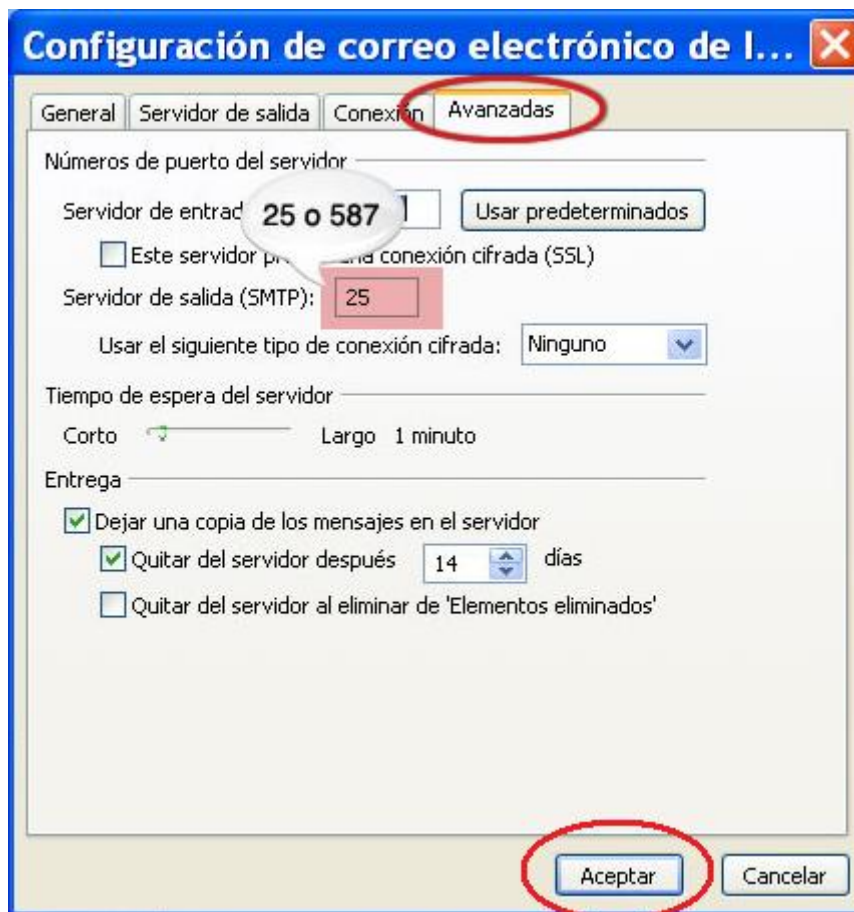 Configuración de correo electrónico de I...
General Servidor de salida Conexión Avanzadas
Números de puerto del servidor
Servidor de entrad 25 o 587 Usar predeterminados
Este servidor conexión cifrada (SSL)
Servidor de salida (SMTP): 25
Usar el siguiente tipo de conexión cifrada: Ninguno
Tiempo de espera del servidor
Corto Largo 1 minuto
Entrega
Dejar una copia de los mensajes en el servidor
Quitar del servidor después 14 días
Quitar del servidor al eliminar de 'Elementos eliminados'
Aceptar Cancelar